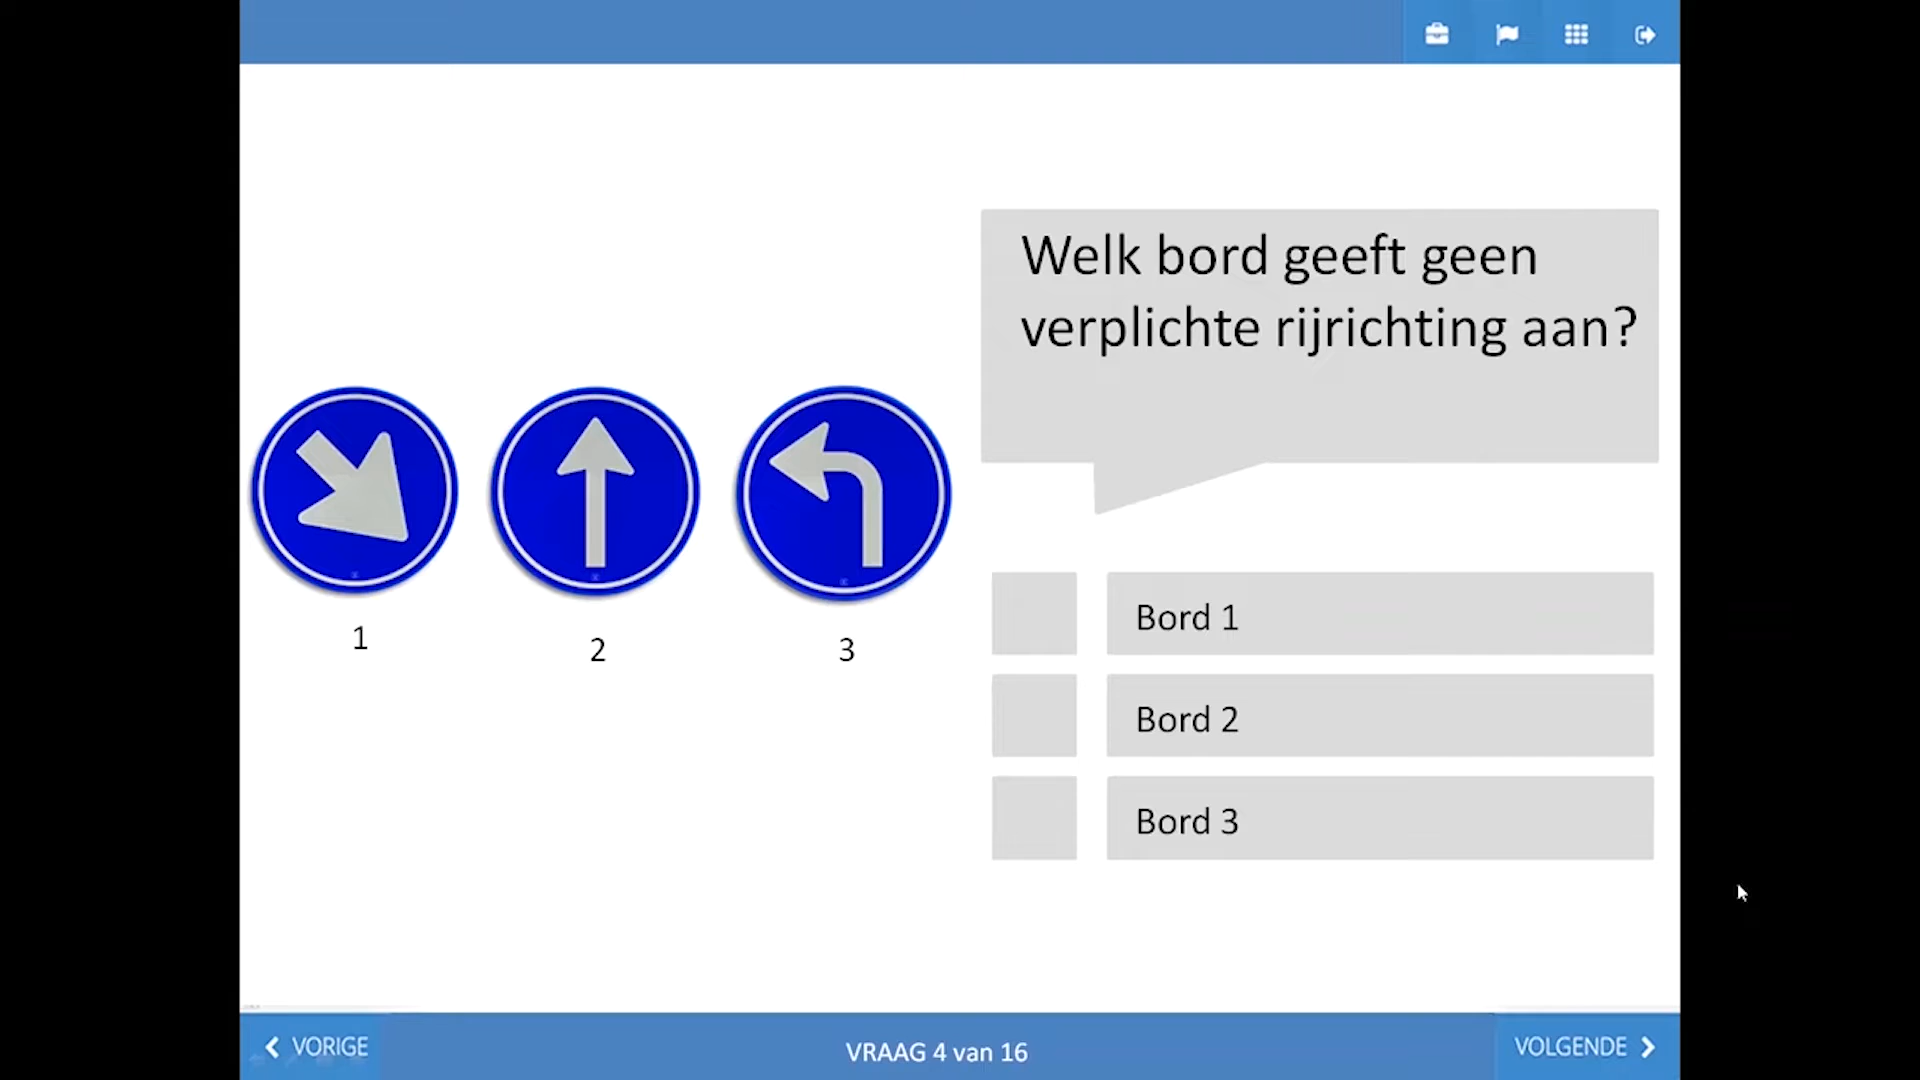 Welk bord geeft geen
verplichte rijrichting aan?
1
2
3
Bord 1
Bord 2
Bord 3
VORIGE
VRAAG 4 van 16
VOLGENDE